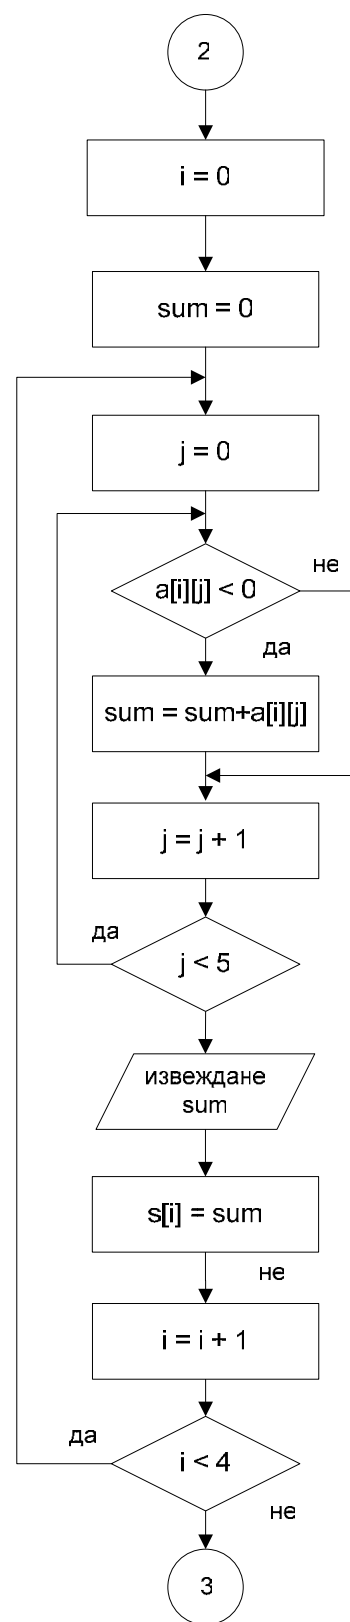 2
i = 0
sum = 0
j = 0
a[i][j] < 0
не
да
sum = sum+a[i][j]
j = j + 1
да
j < 5
извеждане
sum
s[i] = sum
не
i = i + 1
да
i < 4
не
3